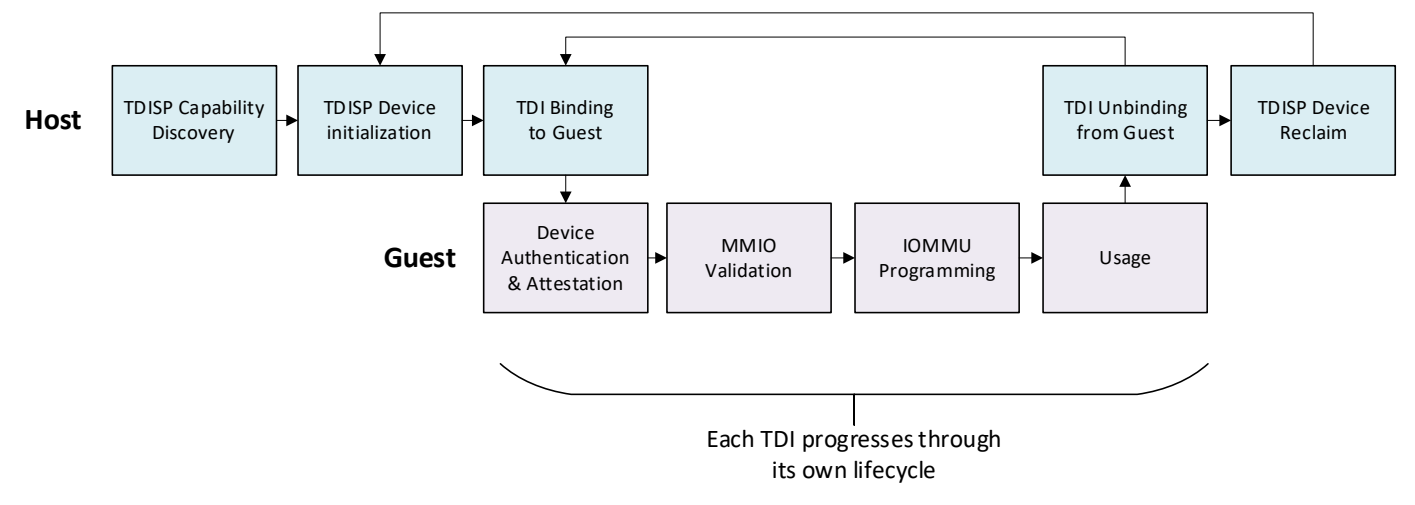 Host
TDISP Capability
Discovery
TDISP Device
initialization
TDI Binding
to Guest
TDI Unbinding
from Guest
TDISP Device
Reclaim
Guest
Device
Authentication
& Attestation
MMIO
Validation
IOMMU
Programming
Usage
Each TDI progresses through
its own lifecycle